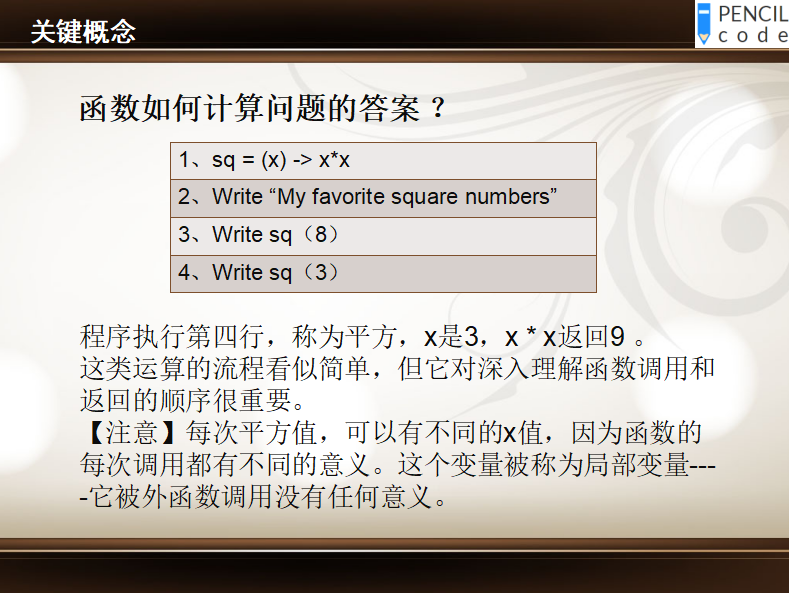 关键概念
PENCIL
code
函数如何计算问题的答案？
1、sq = (x) -> x*x
2、Write “My favorite square numbers”
3、Write sq（8）
4、Write sq（3）
程序执行第四行，称为平方，x是3，x * x返回9 。
这类运算的流程看似简单，但它对深入理解函数调用和
返回的顺序很重要。
【注意】每次平方值，可以有不同的x值，因为函数的
每次调用都有不同的意义。这个变量被称为局部变量---
-它被外函数调用没有任何意义。